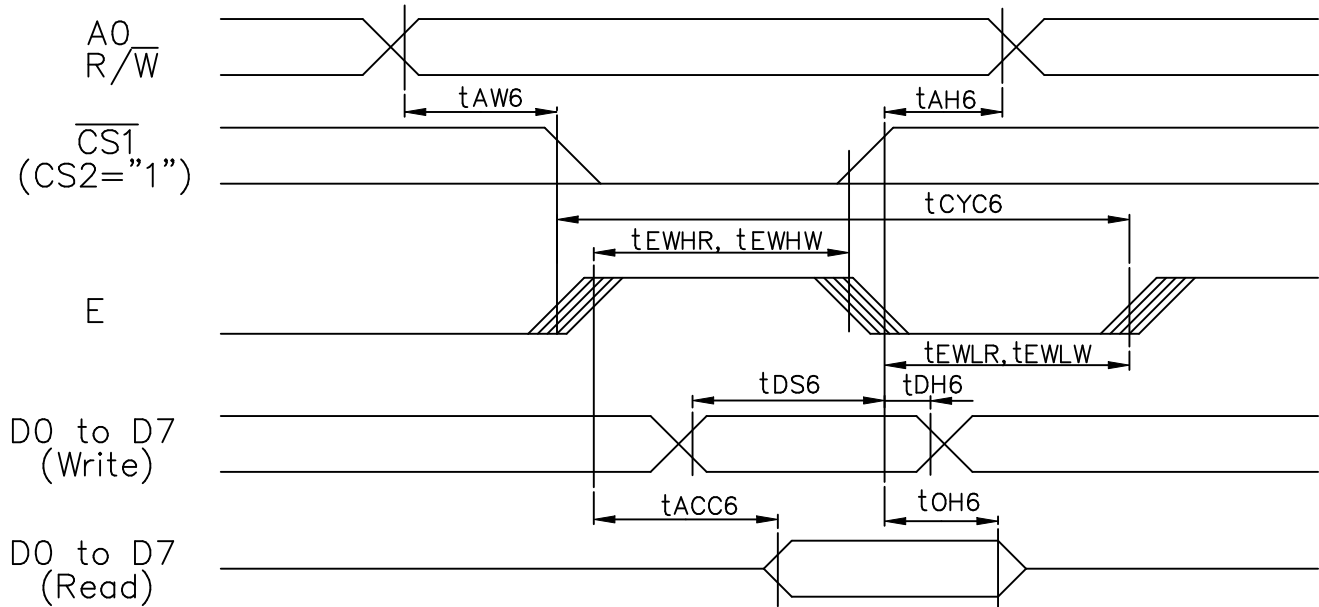 A0
R/W
tAW6
tAH6
CS1
(CS2="1")
tCYC6
tEWHR, tEWHW
E
tEWLR,tEWLW
tDS6
tDH6
D0 to D7
(Write)
tACC6
tOH6
D0 to D7
(Read)